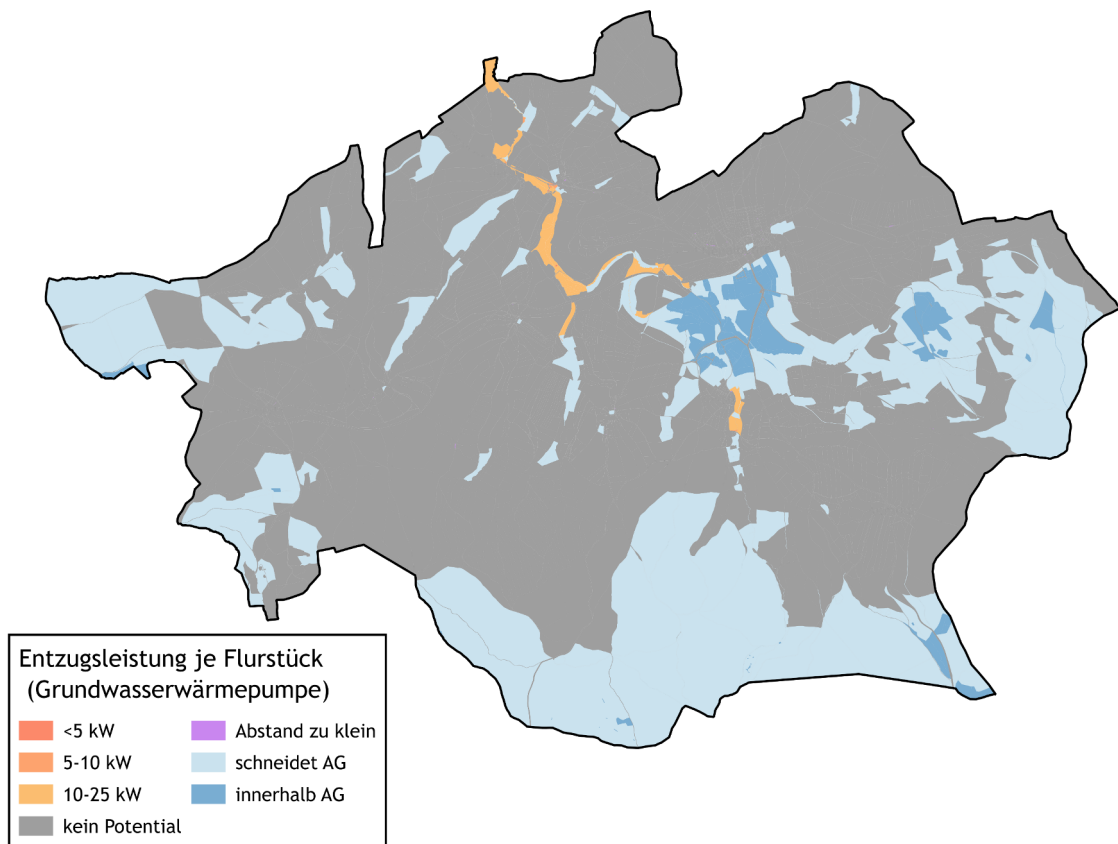 Entzugsleistung je Flurstück
(Grundwasserwärmepumpe)
<5 kW
5-10 kW
10-25 kW
kein Potential
Abstand zu klein
schneidet AG
innerhalb AG